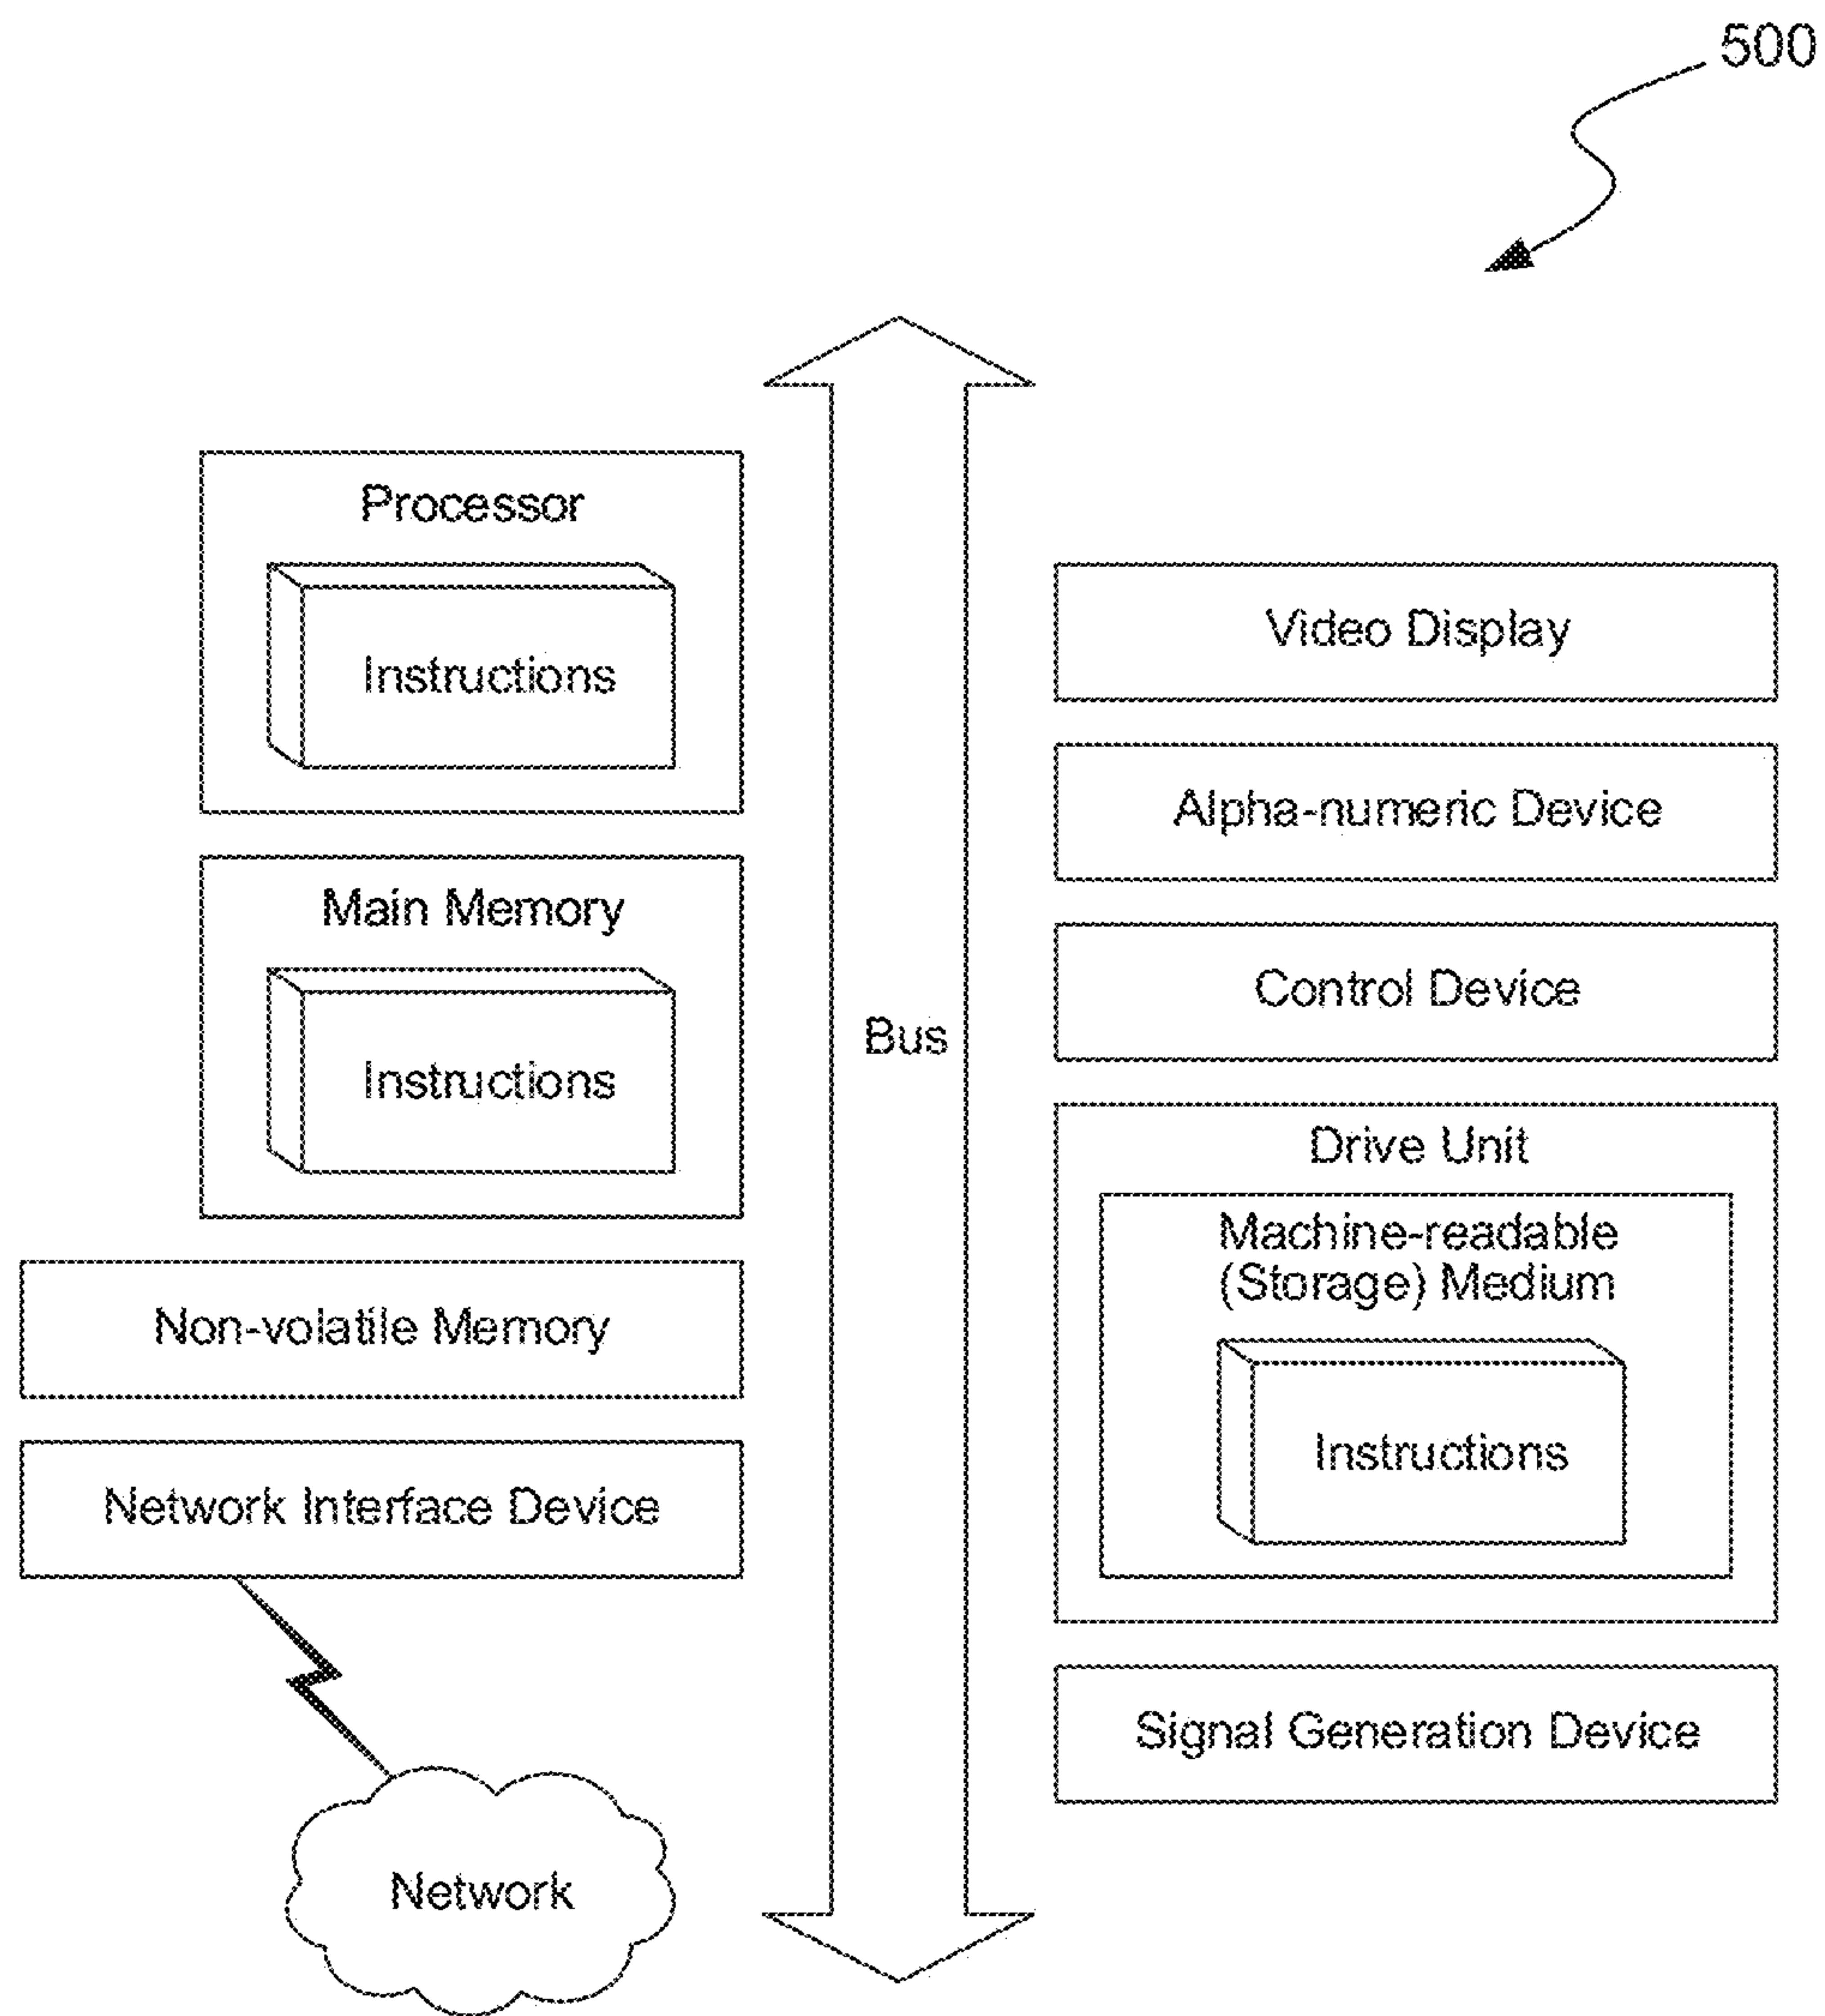 500
Processor
Instructions
Main Memory
Instructions
Non-volatile Memory
Network Interface Device
Network
Bus
Video Display
Alpha-numeric Device
Control Device
Drive Unit
Machine-readable
(Storage) Medium
Instructions
Signal Generation Device